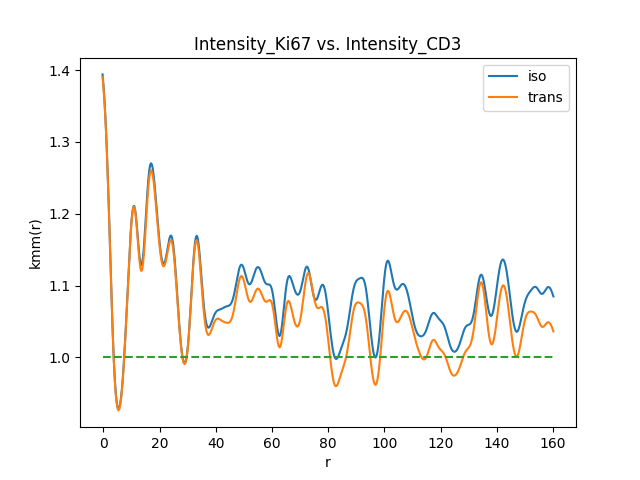 Intensity_Ki67 vs. Intensity_CD3
iso
trans
kmm(r)
1.4
1.3
1.2
1.1
1.0
0 20 40 60 80 100 120 140 160
r